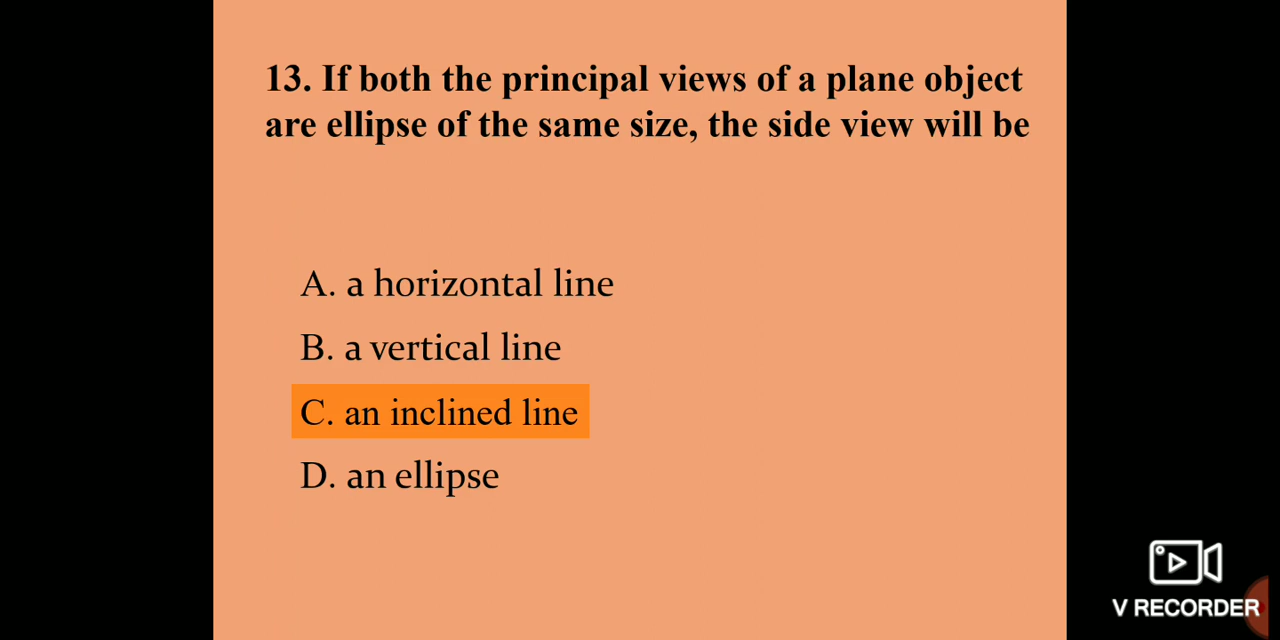 13. If both the principal views of a plane object
are ellipse of the same size, the side view will be
A. a horizontal line
B. a vertical line
C. an inclined line
D. an ellipse
V RECORDER